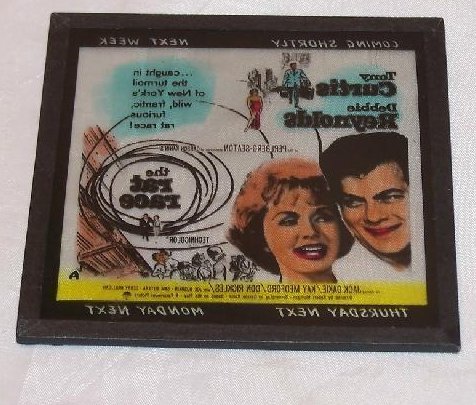 COMING SHORTLY
NEXT WEEK
Tony
Curtis
Debbie
Reynolds
...caught in
the turmoil
of New York's
wild, frantic,
furious
rat race!
PERLBERG-SEATON
the
rat
race
TECHNICOLOR
JACK OAKIE/KAY MEDFORD/DON RICKLES/
THURSDAY NEXT
MONDAY NEXT